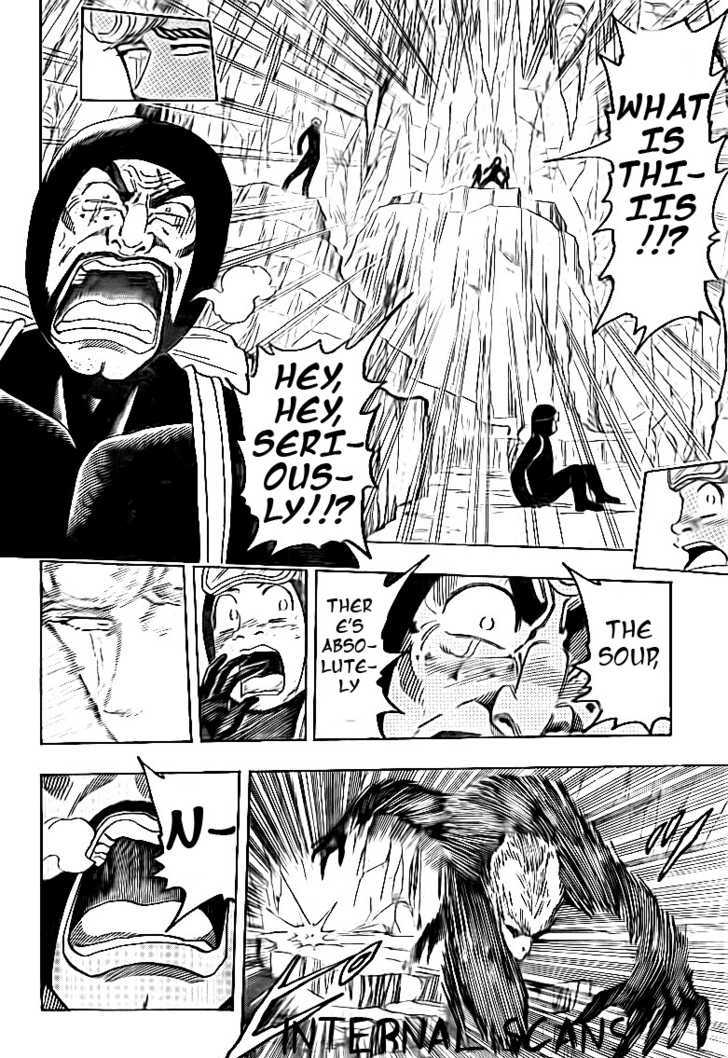 WHAT
IS
THI-
IIS
!!?
HEY,
HEY,
SERI-
OUS-
LY!!?
THE
SOUP,
THER
E'S
ABSO-
LUTE-
LY
N-
INTERNAL SCANS